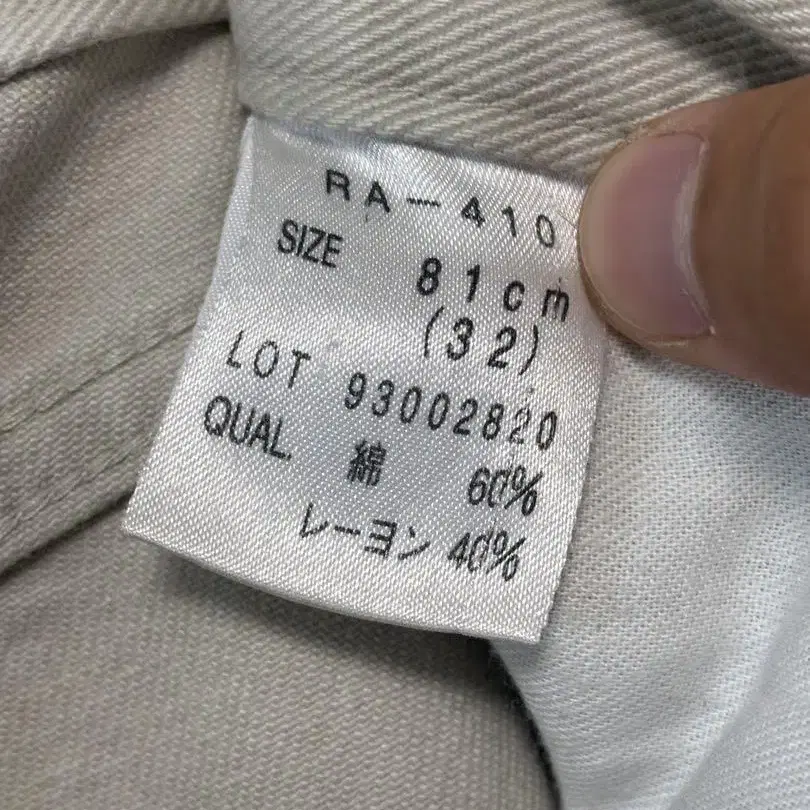 RA-410
SIZE 81cm
(32)
LOT 93002820
QUAL 綿 60%
レーヨン 40%